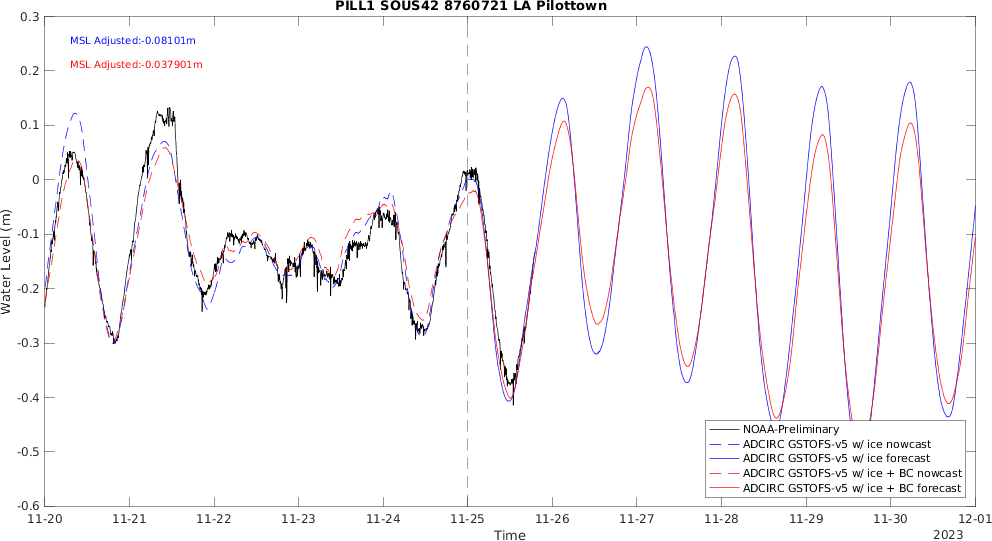 PILL1 SOUS42 8760721 LA Pilottown
MSL Adjusted:-0.08101m
MSL Adjusted:-0.037901m
0.3
0.2
0.1
0
-0.1
-0.2
-0.3
-0.4
-0.5
-0.6
Water Level (m)
NOAA-Preliminary
ADCIRC GSTOFS-v5 w/ ice nowcast
ADCIRC GSTOFS-v5 w/ ice forecast
ADCIRC GSTOFS-v5 w/ ice + BC nowcast
ADCIRC GSTOFS-v5 w/ ice + BC forecast
11-20 11-21 11-22 11-23 11-24 11-25 11-26 11-27 11-28 11-29 11-30 12-01
Time
2023